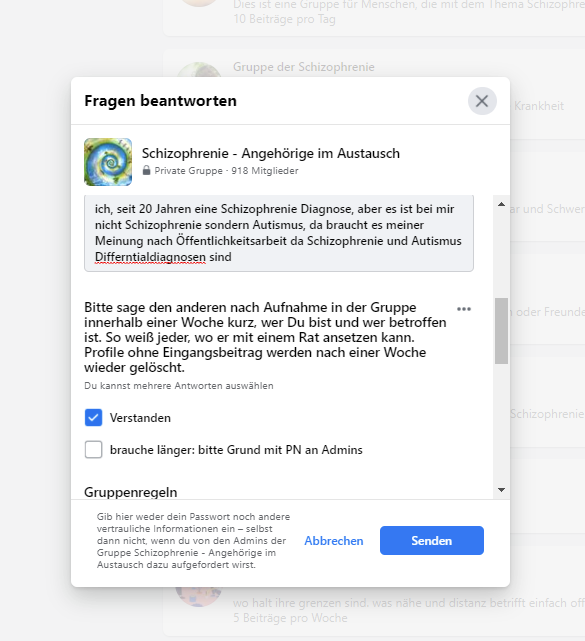 Dies ist eine Gruppe für Menschen, die mit dem Thema Schizophre
10 Beiträge pro Tag
Gruppe der Schizophrenie
Fragen beantworten
Krankheit
Schizophrenie - Angehörige im Austausch
Private Gruppe · 918 Mitglieder
ich, seit 20 Jahren eine Schizophrenie Diagnose, aber es ist bei mir
nicht Schizophrenie sondern Autismus, da braucht es meiner
ar und Schwer
Meinung nach Öffentlichkeitsarbeit da Schizophrenie und Autismus
Differntialdiagnosen sind
Bitte sage den anderen nach Aufnahme in der Gruppe
innerhalb einer Woche kurz, wer Du bist und wer betroffen
o oder Freunde
ist. So weiß jeder, wo er mit einem Rat ansetzen kann.
Profile ohne Eingangsbeitrag werden nach einer Woche
wieder gelöscht.
Du kannst mehrere Antworten auswählen
Verstanden
Schizophrenie
brauche länger: bitte Grund mit PN an Admins
Gruppenregeln
Gib hier weder dein Passwort noch andere
vertrauliche Informationen ein – selbst
dann nicht, wenn du von den Admins der
Gruppe Schizophrenie - Angehörige im
Austausch dazu aufgefordert wirst.
Abbrechen
Senden
wo halt ihre grenzen sind. was nähe und distanz betrifft einfach off
5 Beiträge pro Woche